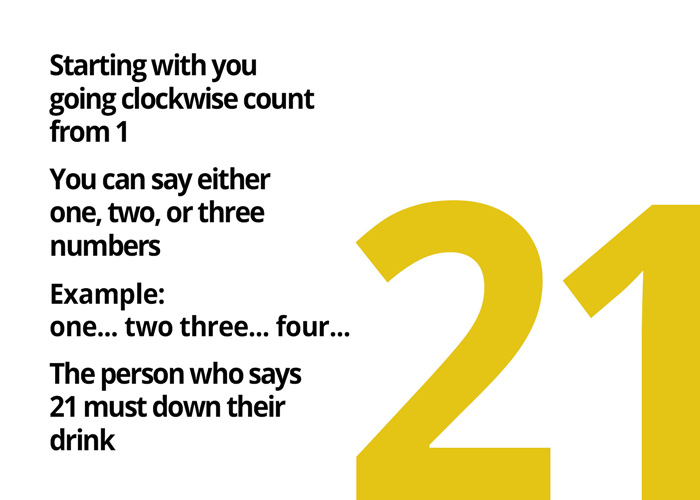 Starting with you
going clockwise count
from 1
You can say either
one, two, or three
numbers
Example:
one... two three... four...
The person who says
21 must down their
drink
21